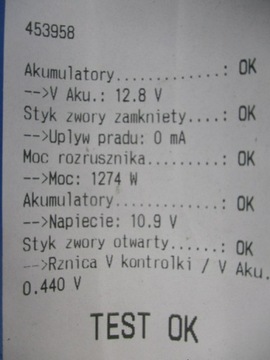 453958
Akumulatory............: OK
-->V Aku.: 12.8 V
Styk zwory zamkniety....: OK
-->Uplyw pradu: 0 mA
Moc rozrusznika.........: OK
-->Moc: 1274 W
Akumulatory............: OK
-->Napiecie: 10.9 V
Styk zwory otwarty......: OK
-->Rznica V kontrolki / V Aku.
0.440 V
TEST OK